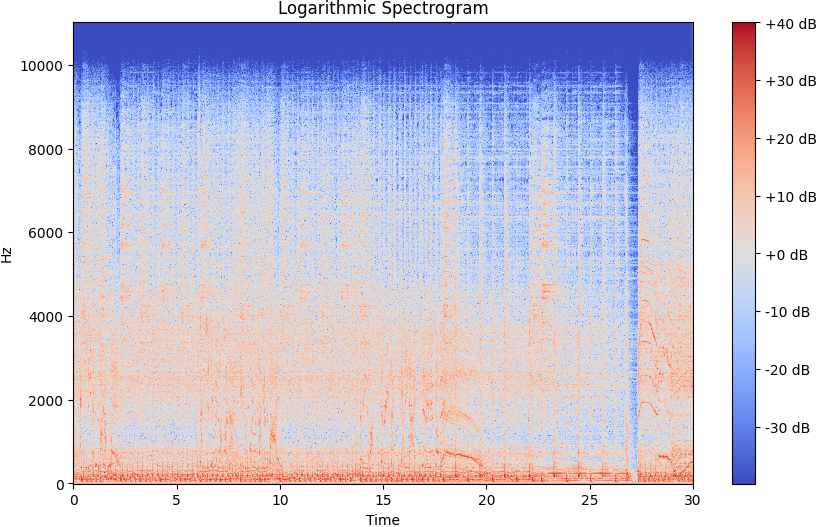 Logarithmic Spectrogram
Hz
10000
8000
6000
4000
2000
0
0 5 10 15 20 25 30
Time
+40 dB
+30 dB
+20 dB
+10 dB
+0 dB
-10 dB
-20 dB
-30 dB